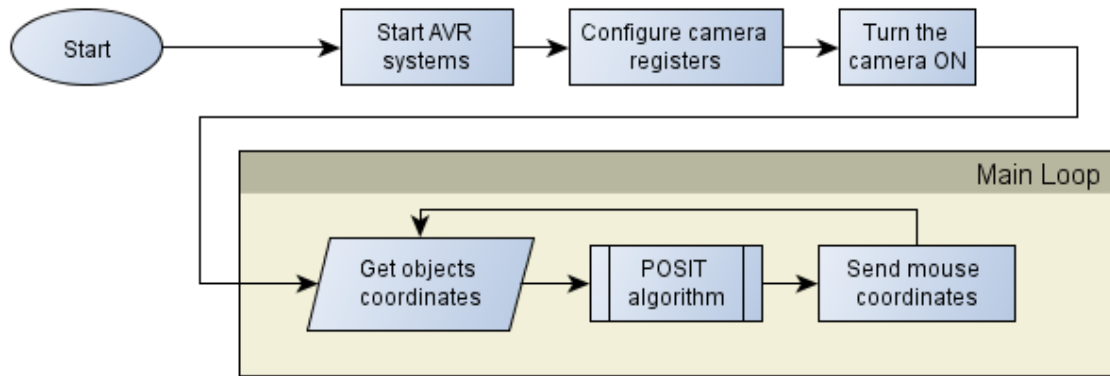 Start
Start AVR
systems
Configure camera
registers
Turn the
camera ON
Main Loop
Get objects
coordinates
POSIT
algorithm
Send mouse
coordinates